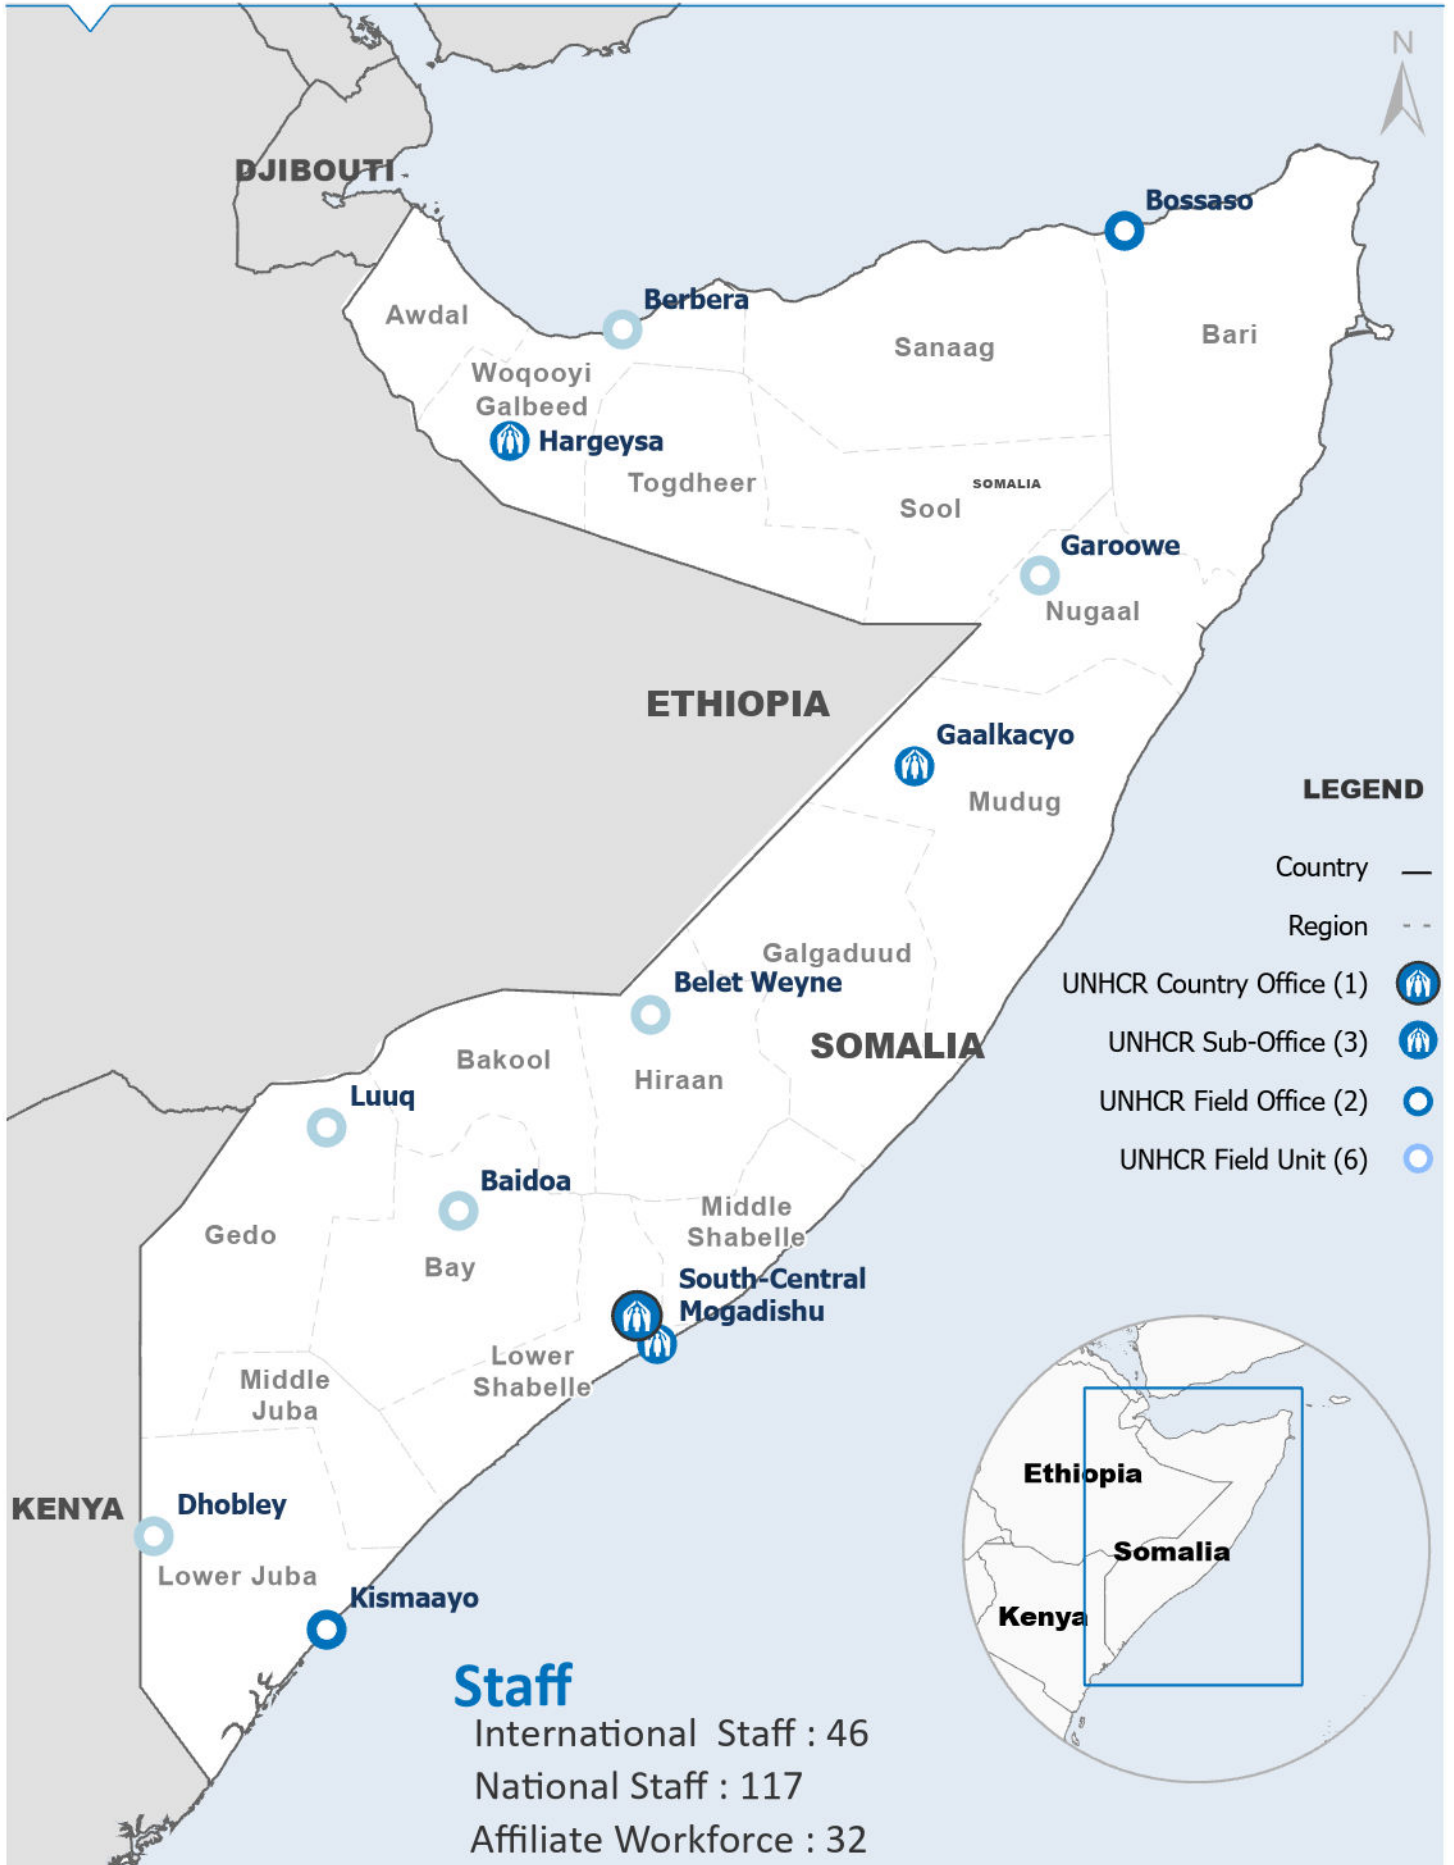 N
DJIBOUTI
Bossaso
Berbera
Awdal
Bari
Sanaag
Woqooyi
Galbeed
Hargeysa
Togdheer
SOMALIA
Sool
Garoowe
Nugaal
ETHIOPIA
Gaalkacyo
Mudug
LEGEND
Country
Region
UNHCR Country Office (1)
UNHCR Sub-Office (3)
UNHCR Field Office (2)
UNHCR Field Unit (6)
Galgaduud
Belet Weyne
SOMALIA
Bakool
Hiraan
Luuq
Baidoa
Middle
Shabelle
Gedo
Bay
South-Central
Mogadishu
Lower
Shabelle
Middle
Juba
KENYA
Dhobley
Lower Juba
Kismaayo
Ethiopia
Somalia
Kenya
Staff
International Staff : 46
National Staff : 117
Affiliate Workforce : 32